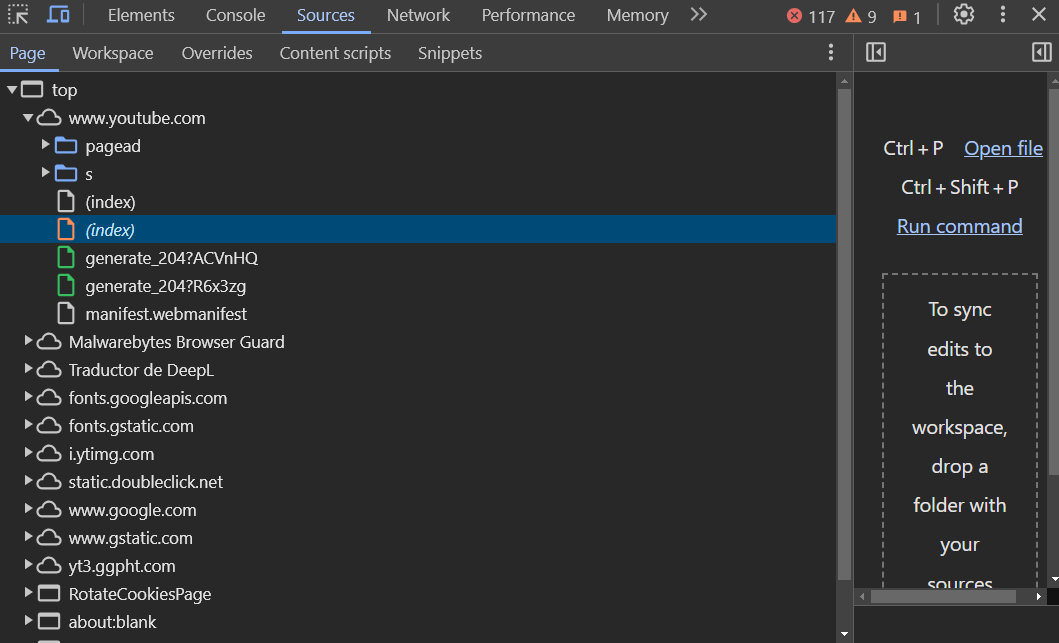 Elements Console Sources Network Performance Memory 117 9 1
Page Workspace Overrides Content scripts Snippets
top
www.youtube.com
pagead
s
(index)
(index)
generate_204?ACVnHQ
generate_204?R6x3zg
manifest.webmanifest
Malwarebytes Browser Guard
Traductor de DeepL
fonts.googleapis.com
fonts.gstatic.com
i.ytimg.com
static.doubleclick.net
www.google.com
www.gstatic.com
yt3.ggpht.com
RotateCookiesPage
about:blank
Ctrl + P Open file
Ctrl + Shift + P
Run command
To sync
edits to
the
workspace,
drop a
folder with
your
sources